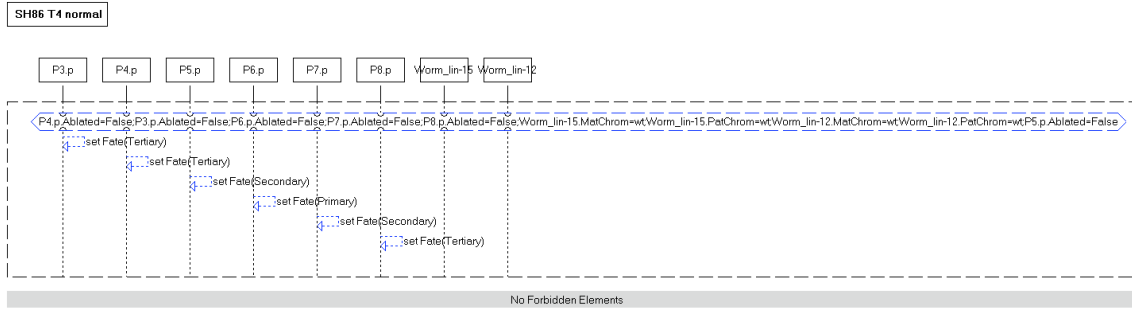 SH86 T4 normal
P3.p P4.p P5.p P6.p P7.p P8.p Worm_lin-15 Worm_lin-12
P4.p.Ablated=False;P3.p.Ablated=False;P6.p.Ablated=False;P7.p.Ablated=False;P8.p.Ablated=False;Worm_lin-15.MatChrom=wt;Worm_lin-15.PatChrom=wt;Worm_lin-12.MatChrom=wt;Worm_lin-12.PatChrom=wt;P5.p.Ablated=False
set Fate(Tertiary)
set Fate(Tertiary)
set Fate(Secondary)
set Fate(Primary)
set Fate(Secondary)
set Fate(Tertiary)
No Forbidden Elements